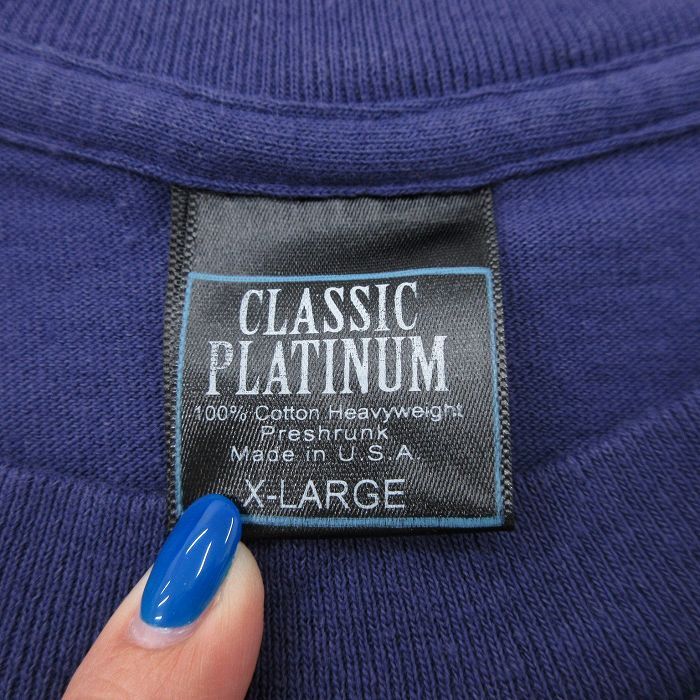 CLASSIC
PLATINUM
100% Cotton Heavyweight
Preshrunk
Made in U.S.A.
X-LARGE